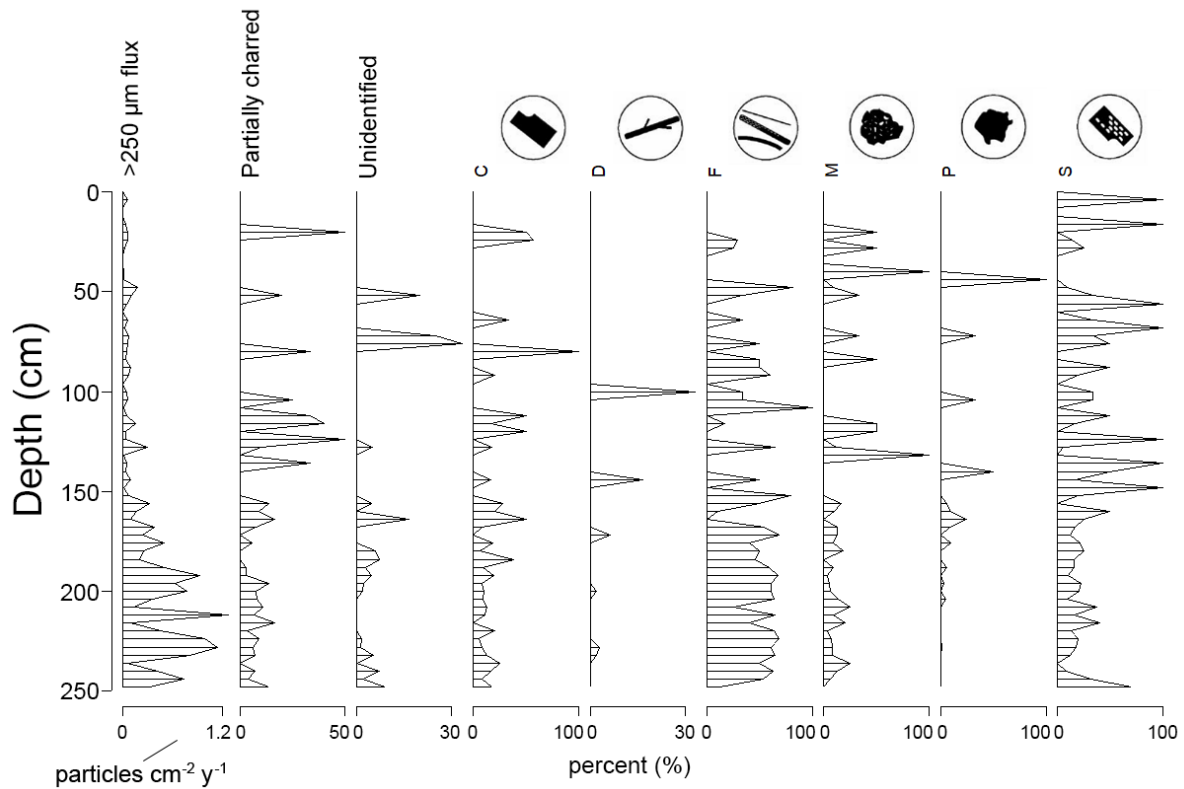 >250 µm flux
Partially charred
Unidentified
C
D
F
M
P
S
Depth (cm)
0
50
100
150
200
250
0 1.2 0 50 0 30 0 100 0 30 0 100% 0 100% 0 100% 0 100
particles cm-2 y-1
percent (%)